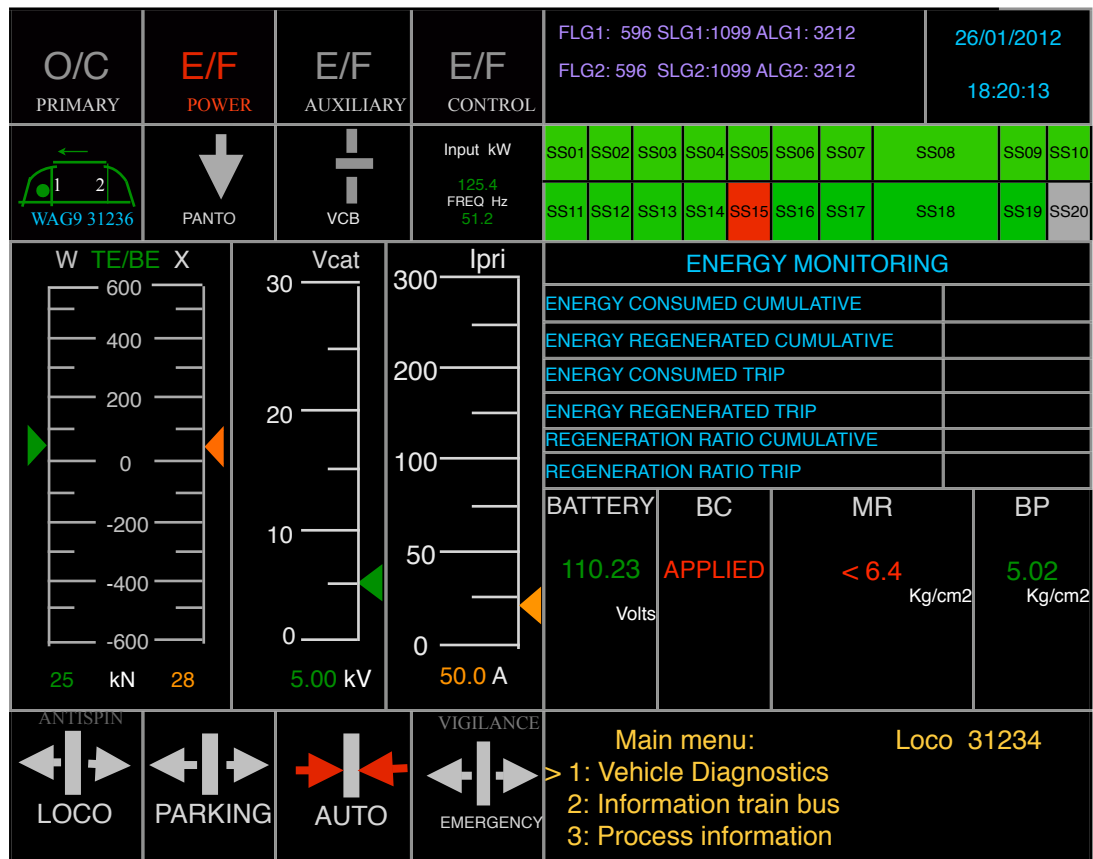 O/C
PRIMARY
E/F
POWER
E/F
AUXILIARY
E/F
CONTROL
FLG1: 596 SLG1:1099 ALG1: 3212
FLG2: 596 SLG2:1099 ALG2: 3212
26/01/2012
18:20:13
1 2
WAG9 31236
PANTO
VCB
Input kW
125.4
FREQ Hz
51.2
SS01 SS02 SS03 SS04 SS05 SS06 SS07 SS08 SS09 SS10
SS11 SS12 SS13 SS14 SS15 SS16 SS17 SS18 SS19 SS20
W TE/BE X
600
400
200
0
-200
-400
-600
25 kN 28
Vcat
30
20
10
0
5.00 kV
Ipri
300
200
100
50
0
50.0 A
ENERGY MONITORING
ENERGY CONSUMED CUMULATIVE
ENERGY REGENERATED CUMULATIVE
ENERGY CONSUMED TRIP
ENERGY REGENERATED TRIP
REGENERATION RATIO CUMULATIVE
REGENERATION RATIO TRIP
BATTERY
110.23
Volts
BC
APPLIED
MR
< 6.4
Kg/cm2
BP
5.02
Kg/cm2
ANTISPIN
LOCO
PARKING
AUTO
VIGILANCE
EMERGENCY
Main menu: Loco 31234
> 1: Vehicle Diagnostics
2: Information train bus
3: Process information